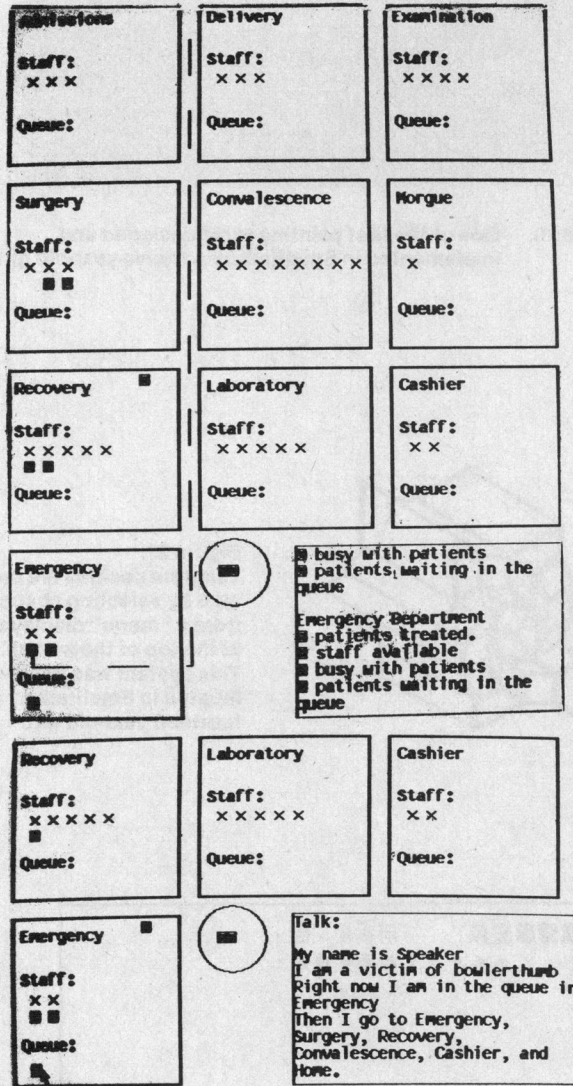 Admissions
Staff:
× × ×
Queue:
Delivery
Staff:
× × ×
Queue:
Examination
Staff:
× × × ×
Queue:
Surgery
Staff:
× × ×
■ ■
Queue:
Convalescence
Staff:
× × × × × × × ×
Queue:
Morgue
Staff:
×
Queue:
Recovery
Staff:
× × × × ×
■ ■
Queue:
Laboratory
Staff:
× × × × ×
Queue:
Cashier
Staff:
× ×
Queue:
Emergency
Staff:
× ×
■ ■
Queue:
■
■ busy with patients
■ patients waiting in the
queue
Emergency Department
■ patients treated.
■ staff available
■ busy with patients
■ patients waiting in the
queue
Recovery
Staff:
× × × × ×
■
Queue:
Laboratory
Staff:
× × × × ×
Queue:
Cashier
Staff:
× ×
Queue:
Emergency
Staff:
× ×
■ ■
Queue:
■
Talk:
My name is Speaker
I am a victim of bowlerthumb
Right now I am in the queue in
Emergency
Then I go to Emergency,
Surgery, Recovery,
Convalescence, Cashier, and
Home.